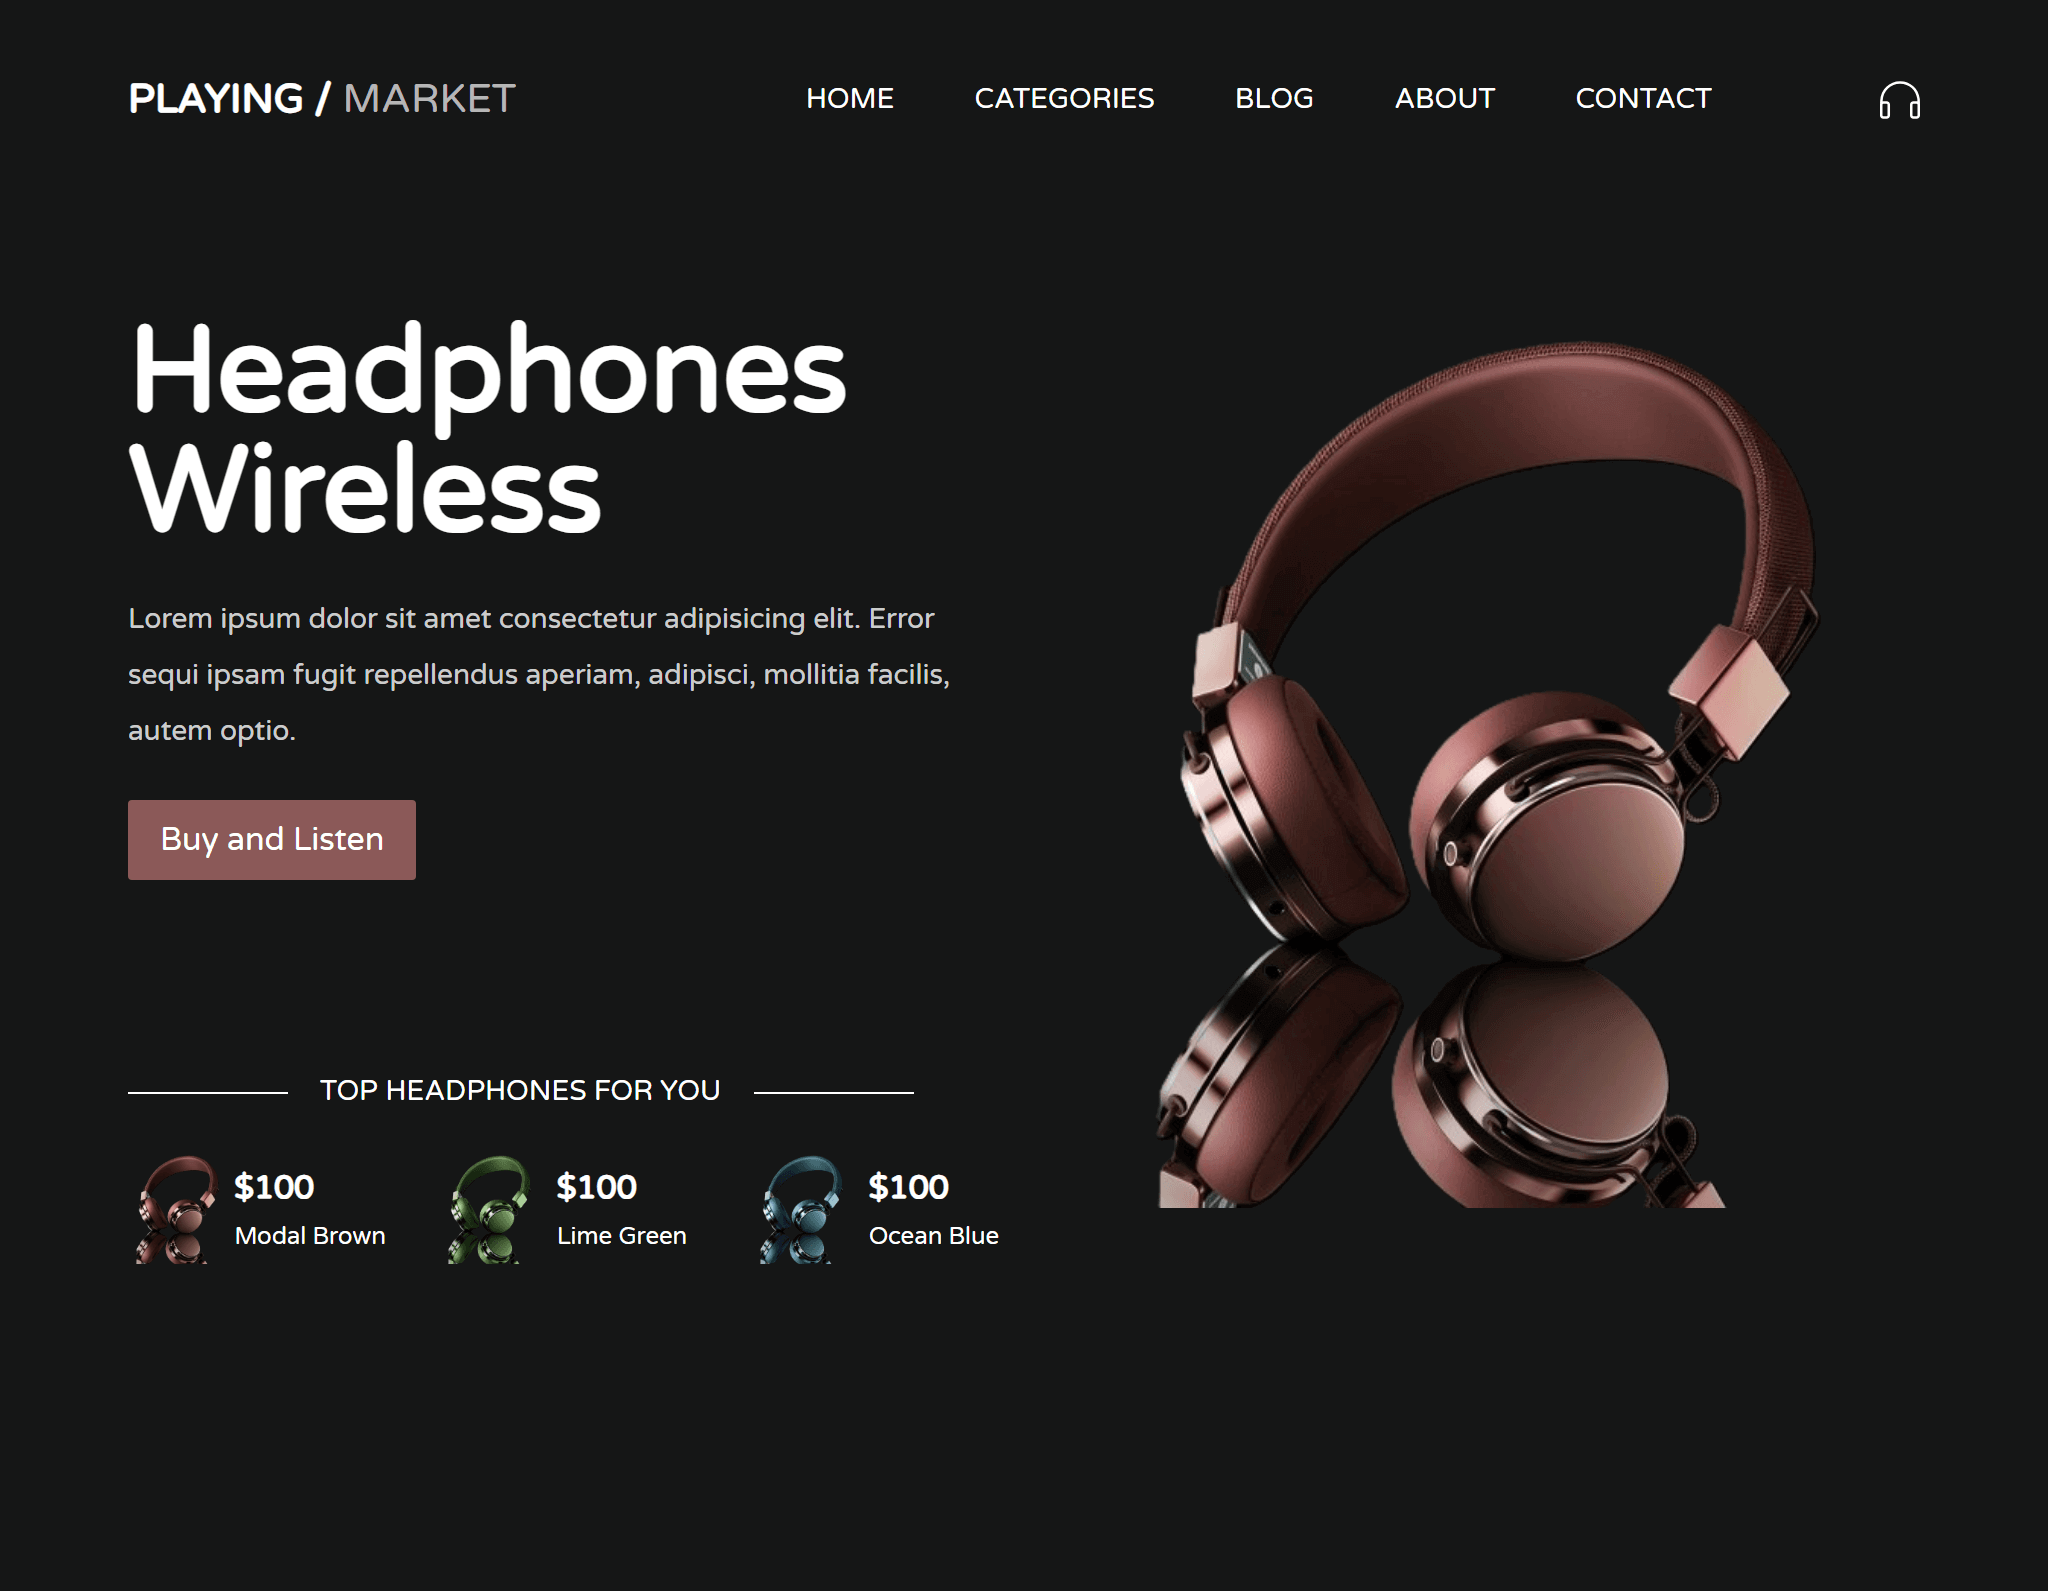 PLAYING / MARKET
HOME CATEGORIES BLOG ABOUT CONTACT
Headphones
Wireless
Lorem ipsum dolor sit amet consectetur adipisicing elit. Error
sequi ipsam fugit repellendus aperiam, adipisci, mollitia facilis,
autem optio.
Buy and Listen
TOP HEADPHONES FOR YOU
$100
Modal Brown
$100
Lime Green
$100
Ocean Blue